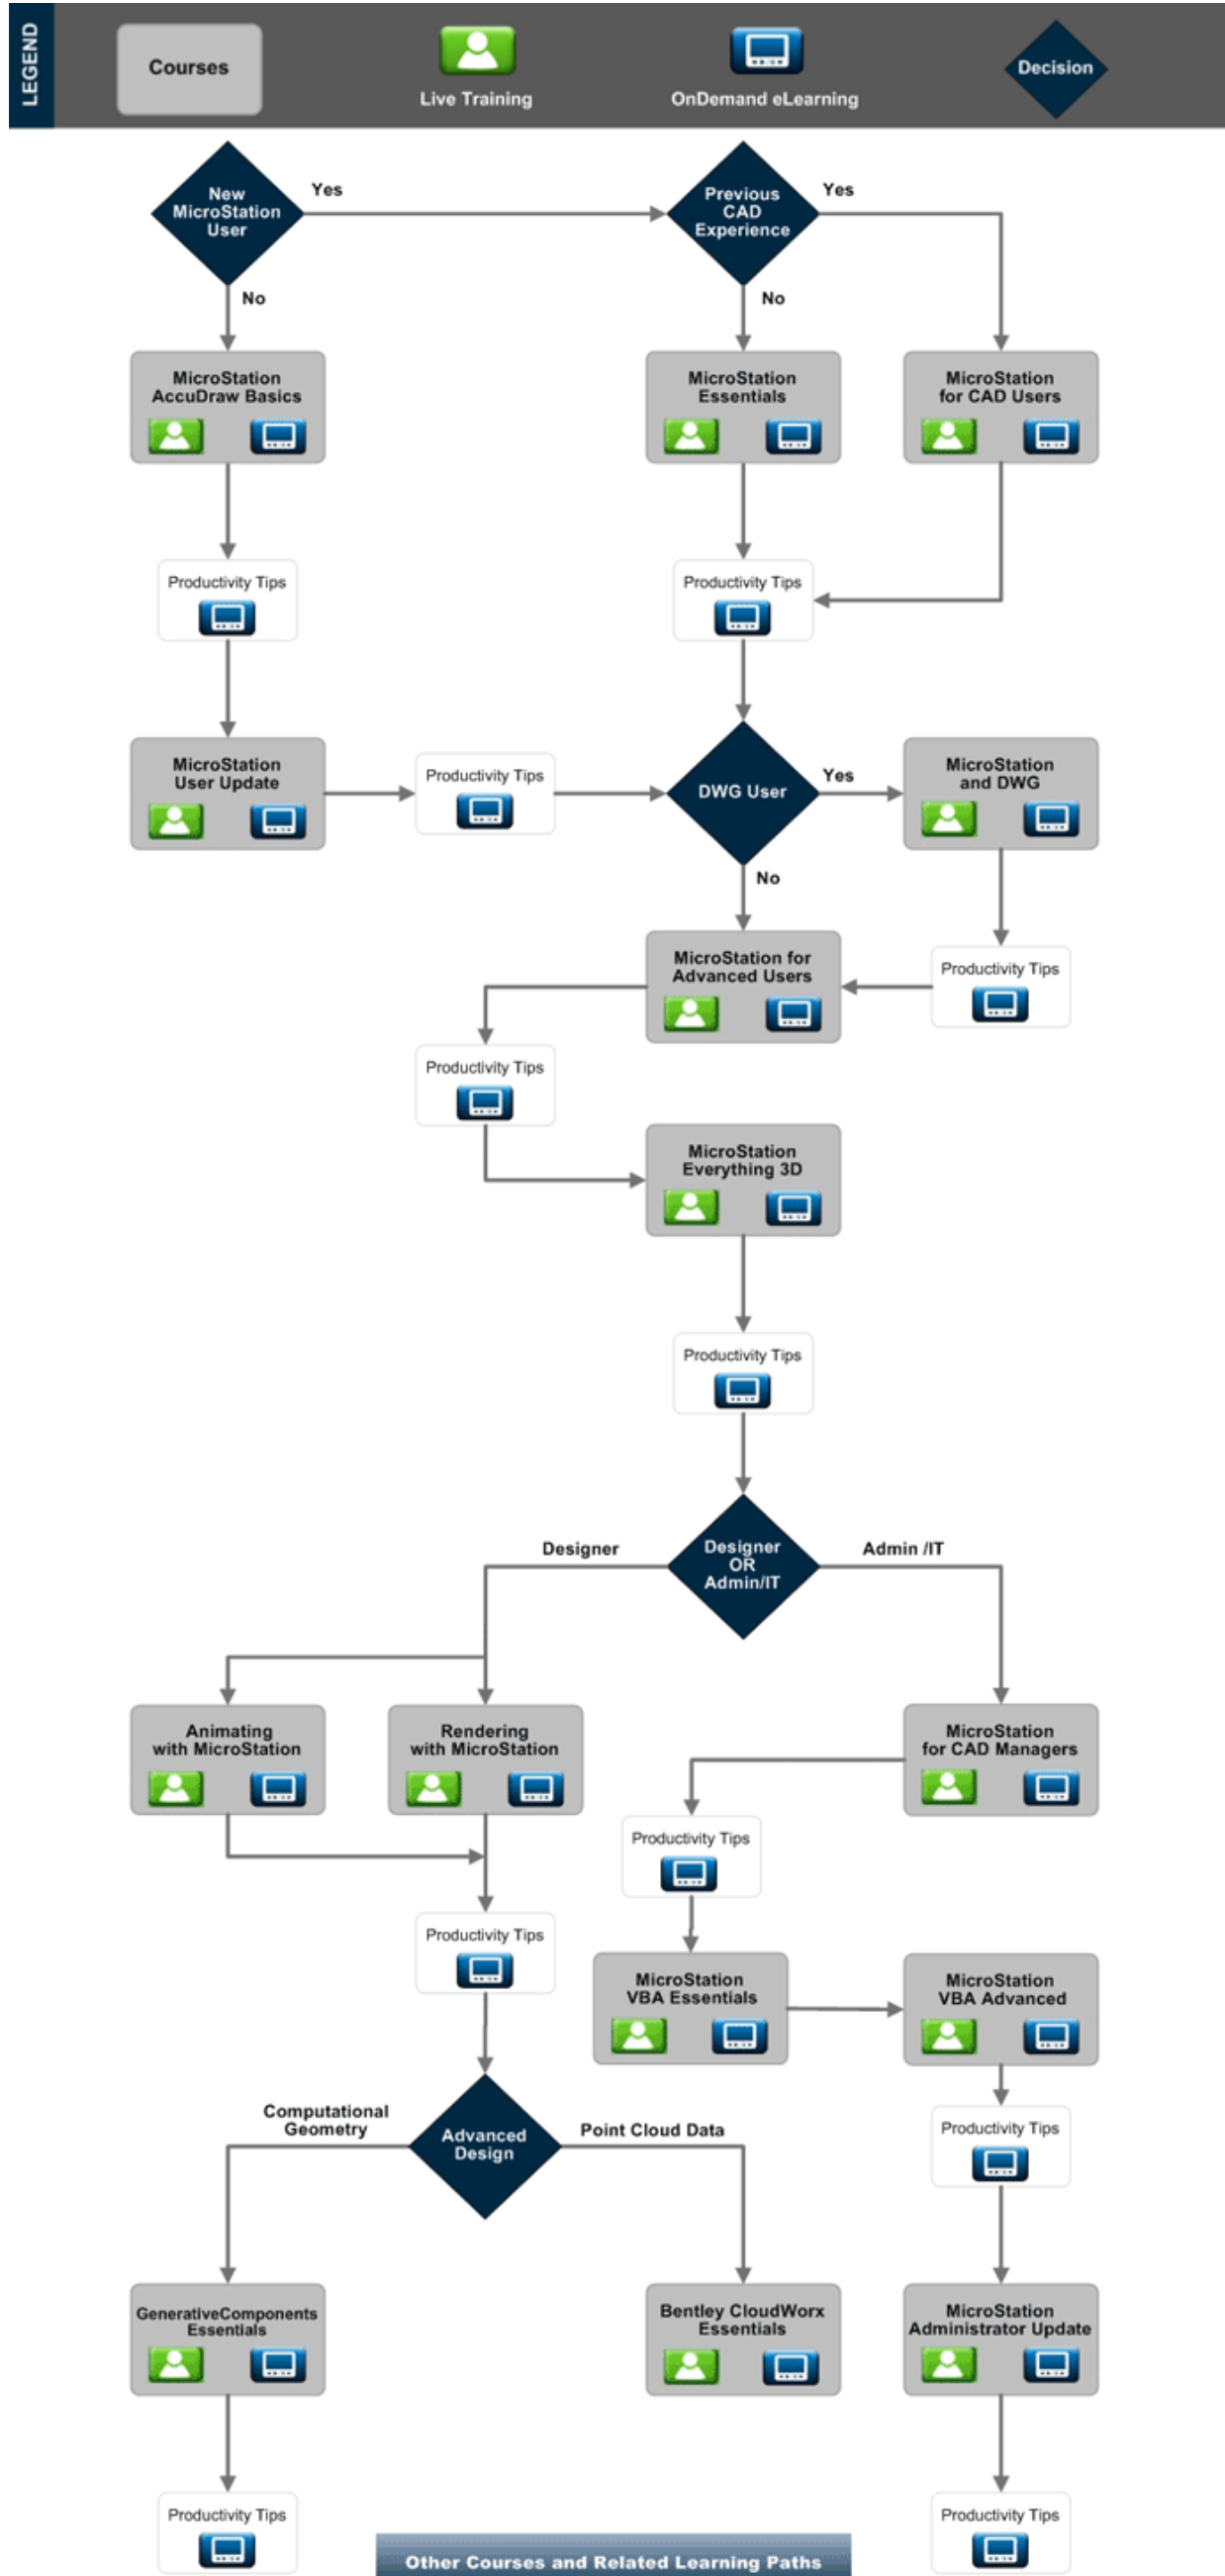 LEGEND
Courses
Live Training
OnDemand eLearning
Decision
New
MicroStation
User
Yes
Previous
CAD
Experience
Yes
No
No
MicroStation
AccuDraw Basics
MicroStation
Essentials
MicroStation
for CAD Users
Productivity Tips
Productivity Tips
MicroStation
User Update
Productivity Tips
DWG User
Yes
MicroStation
and DWG
No
MicroStation for
Advanced Users
Productivity Tips
Productivity Tips
MicroStation
Everything 3D
Productivity Tips
Designer
Designer
OR
Admin/IT
Admin /IT
Animating
with MicroStation
Rendering
with MicroStation
MicroStation
for CAD Managers
Productivity Tips
Productivity Tips
MicroStation
VBA Essentials
MicroStation
VBA Advanced
Computational
Geometry
Advanced
Design
Point Cloud Data
Productivity Tips
GenerativeComponents
Essentials
Bentley CloudWorx
Essentials
MicroStation
Administrator Update
Productivity Tips
Productivity Tips
Other Courses and Related Learning Paths